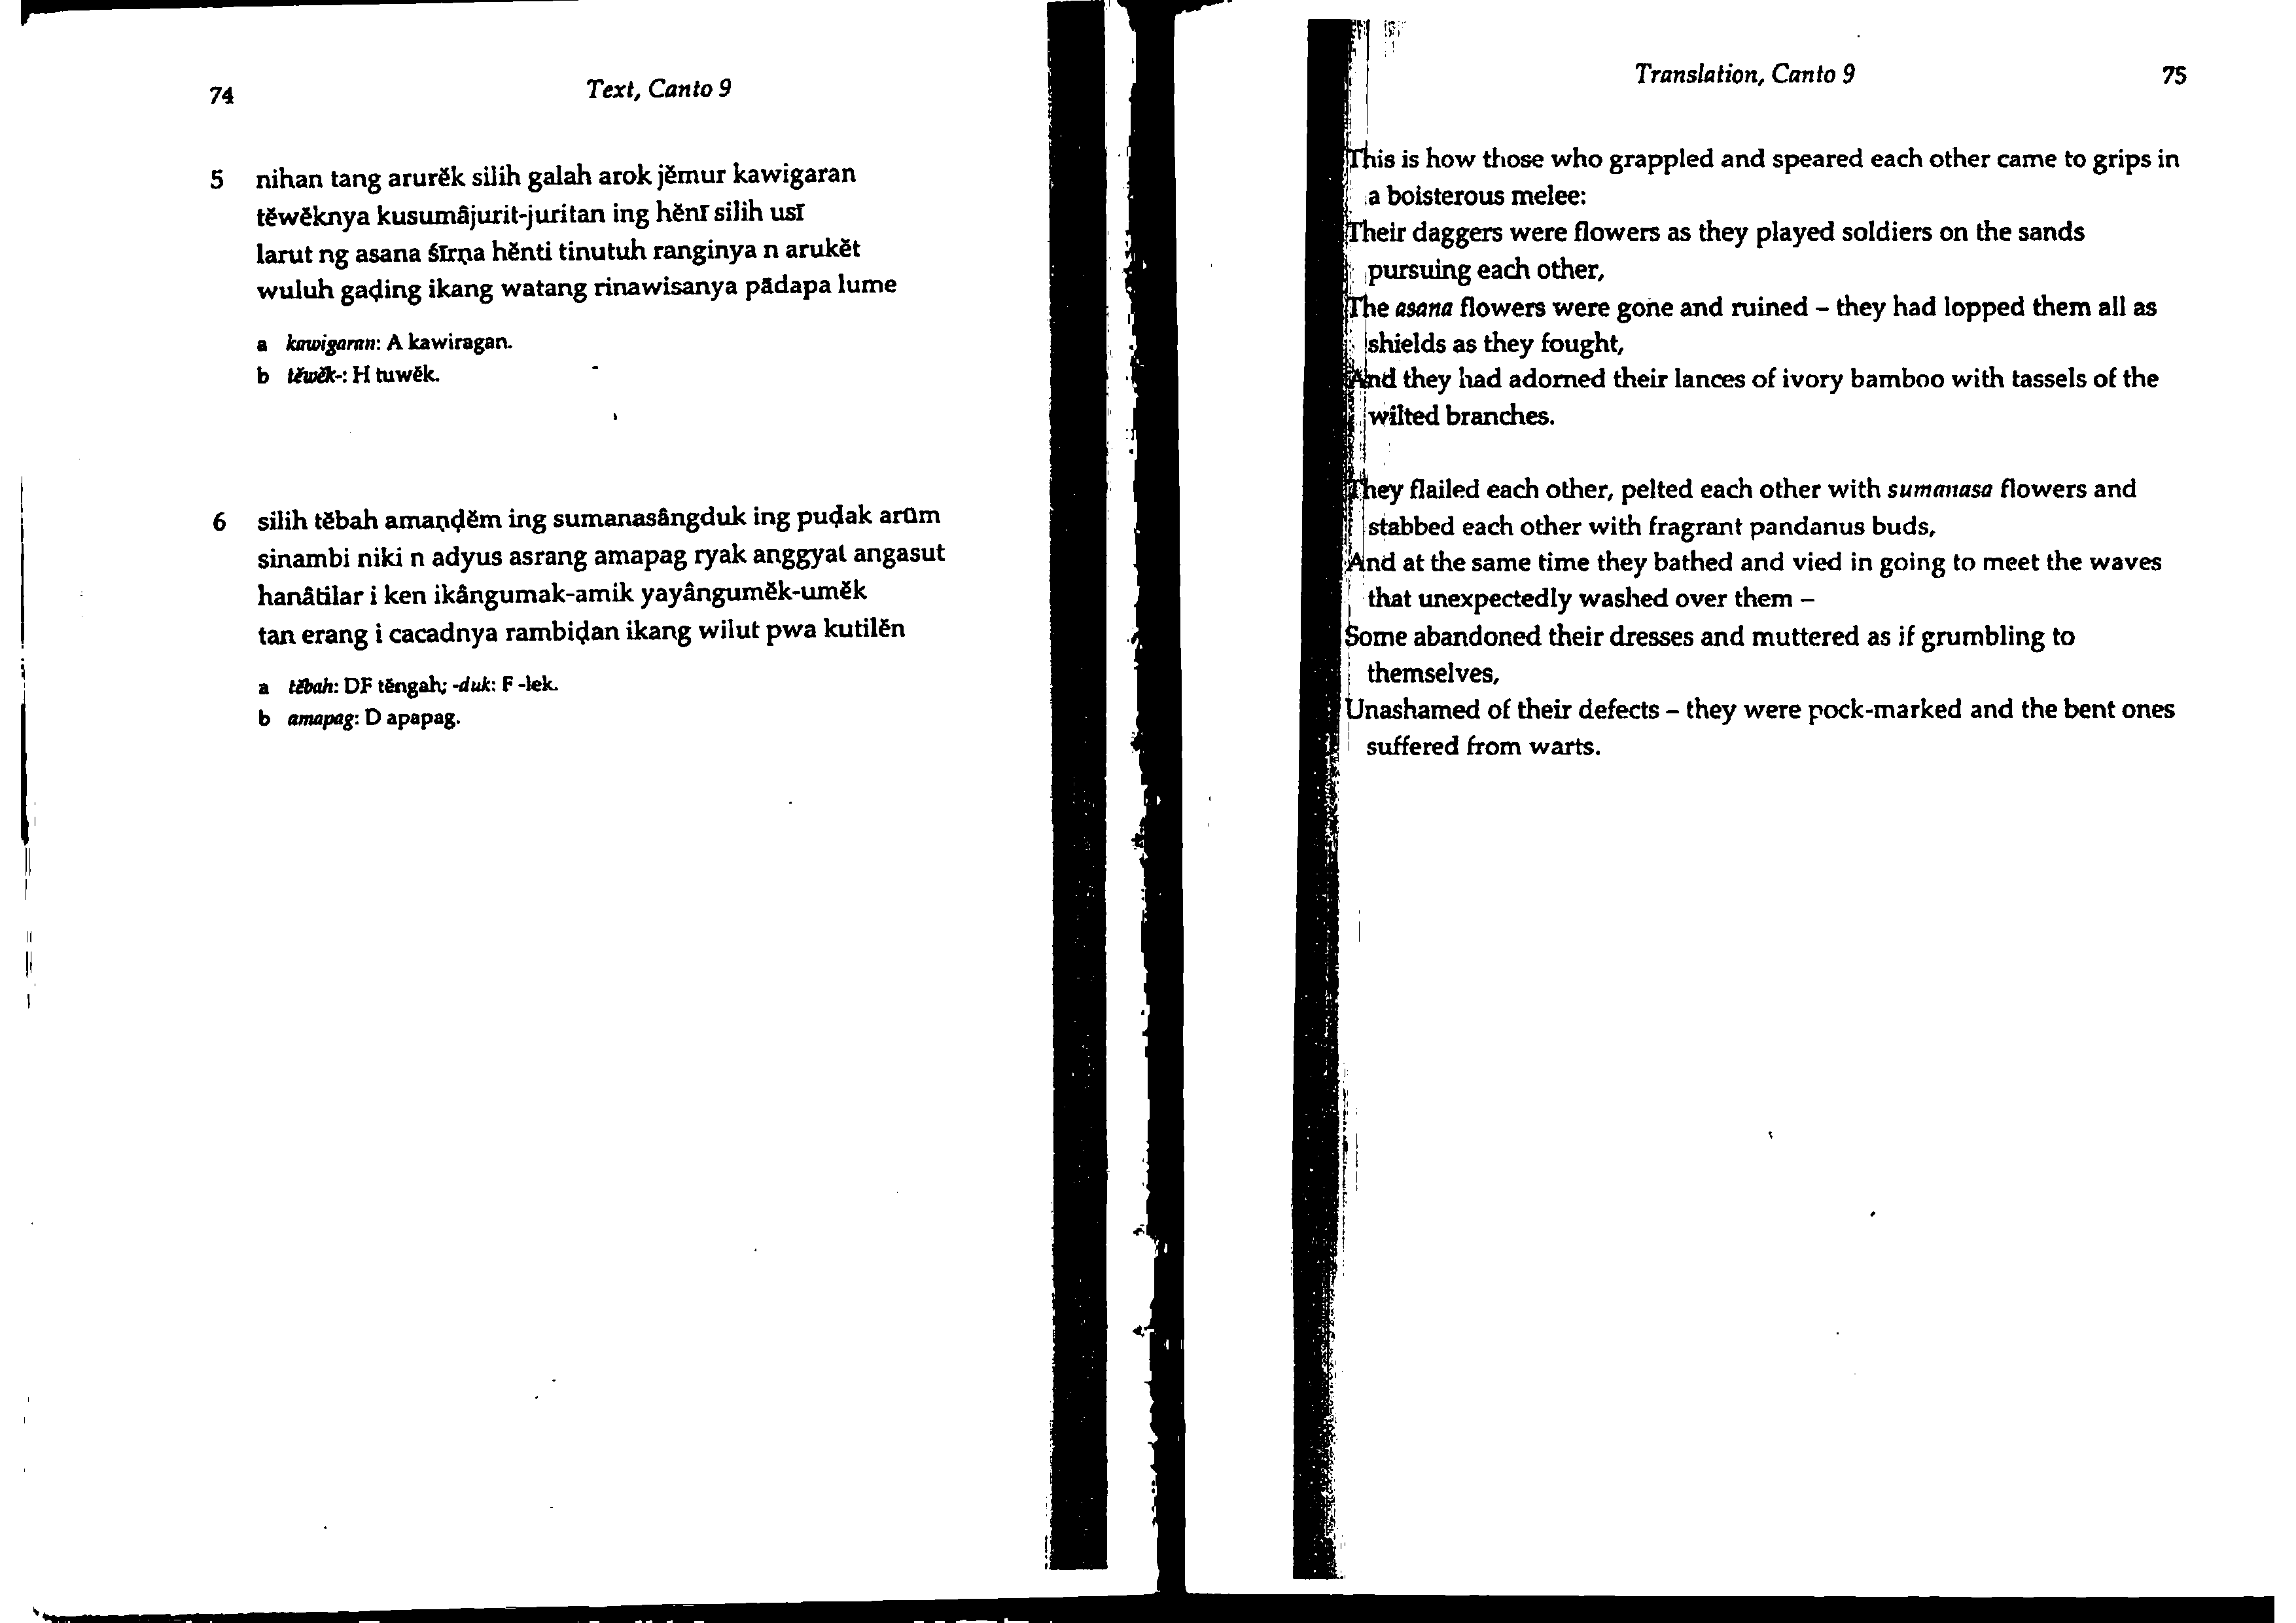 74
Text, Canto 9
5 nihan tang arurĕk silih galah arok jĕmur kawigaran
tĕwĕknya kusumâjurit-juritan ing hĕnī silih usī
larut ng asana śīrṇa hĕnti tinutuh ranginya n arukĕt
wuluh gaḍing ikang watang rinawisanya pādapa lume
a kawigaran: A kawiragan.
b tĕwĕk-: H tuwĕk.
6 silih tĕbah amaṇḍĕm ing sumanasângduk ing puḍak arūm
sinambi niki n adyus asrang amapag ryak anggyat angasut
hanâtilar i ken ikângumak-amik yayângumĕk-umĕk
tan erang i cacadnya rambiḍan ikang wilut pwa kutilĕn
a tĕbah: DF tĕngah; -duk: F -lek.
b amapag: D apapag.
Translation, Canto 9
75
This is how those who grappled and speared each other came to grips in
a boisterous melee:
Their daggers were flowers as they played soldiers on the sands
pursuing each other,
The asana flowers were gone and ruined – they had lopped them all as
shields as they fought,
And they had adorned their lances of ivory bamboo with tassels of the
wilted branches.
They flailed each other, pelted each other with sumanasa flowers and
stabbed each other with fragrant pandanus buds,
And at the same time they bathed and vied in going to meet the waves
that unexpectedly washed over them –
Some abandoned their dresses and muttered as if grumbling to
themselves,
Unashamed of their defects – they were pock-marked and the bent ones
suffered from warts.